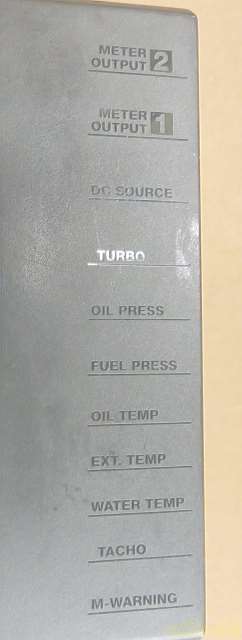 METER
OUTPUT 2
METER
OUTPUT 1
DC SOURCE
TURBO
OIL PRESS
FUEL PRESS
OIL TEMP
EXT. TEMP
WATER TEMP
TACHO
M-WARNING